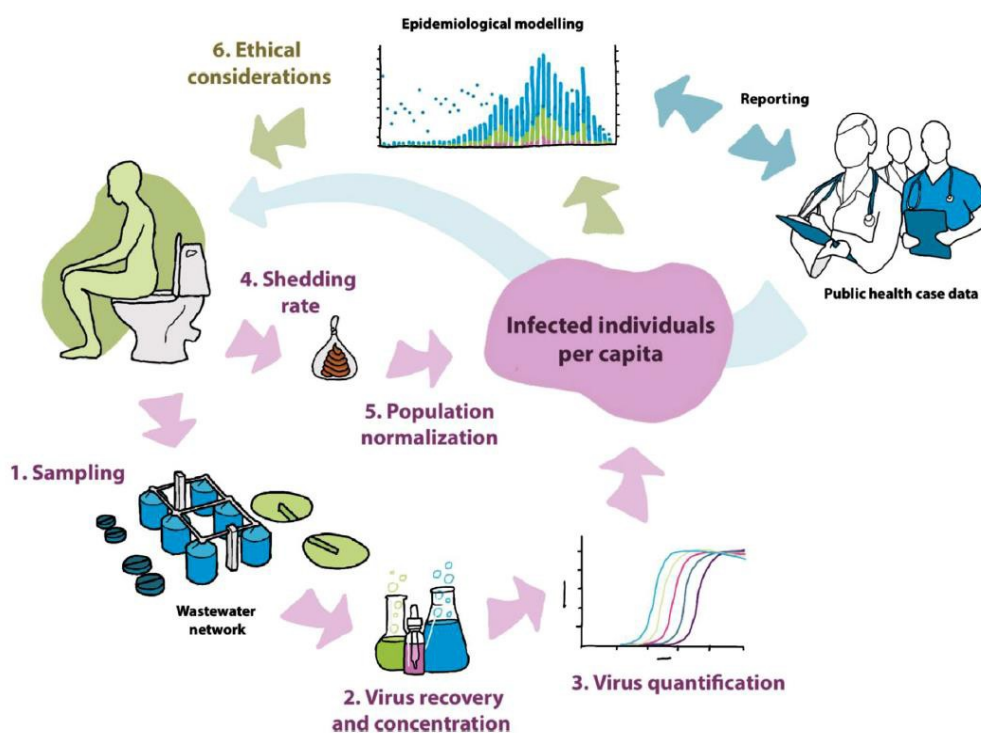 Epidemiological modelling
6. Ethical
considerations
Reporting
Public health case data
4. Shedding
rate
Infected individuals
per capita
5. Population
normalization
1. Sampling
Wastewater
network
2. Virus recovery
and concentration
3. Virus quantification